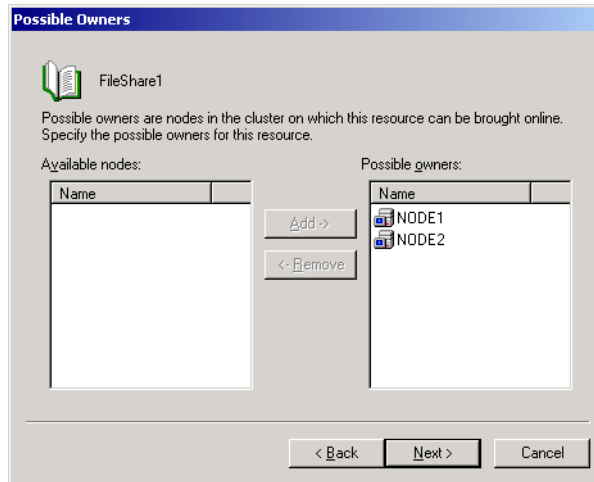 Possible Owners
FileShare1
Possible owners are nodes in the cluster on which this resource can be brought online.
Specify the possible owners for this resource.
Available nodes:
Possible owners:
Name
Name
Add ->
NODE1
NODE2
<- Remove
< Back
Next >
Cancel